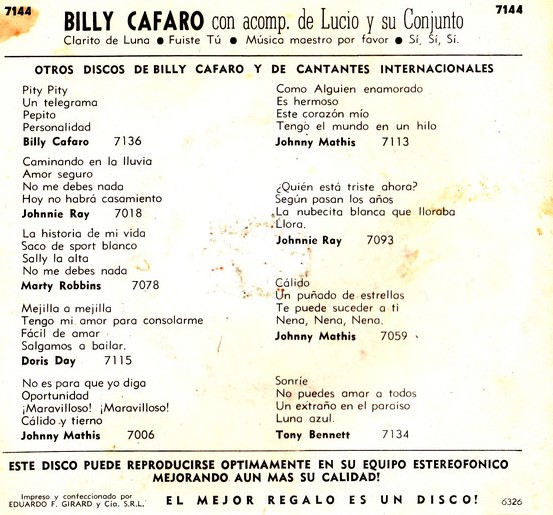 7144 BILLY CAFARO con acomp. de Lucio y su Conjunto 7144
Clarito de Luna ● Fuiste Tú ● Música maestro por favor ● Sí, Sí, Sí.
OTROS DISCOS DE BILLY CAFARO Y DE CANTANTES INTERNACIONALES
Pity Pity
Un telegrama
Pepito
Personalidad
Billy Cafaro 7136
Caminando en la lluvia
Amor seguro
No me debes nada
Hoy no habrá casamiento
Johnnie Ray 7018
La historia de mi vida
Saco de sport blanco
Sally la alta
No me debes nada
Marty Robbins 7078
Mejilla a mejilla
Tengo mi amor para consolarme
Fácil de amar
Salgamos a bailar.
Doris Day 7115
No es para que yo diga
Oportunidad
¡Maravilloso! ¡Maravilloso!
Cálido y tierno
Johnny Mathis 7006
Como Alguien enamorado
Es hermoso
Este corazón mío
Tengo el mundo en un hilo
Johnny Mathis 7113
¿Quién está triste ahora?
Según pasan los años
La nubecita blanca que lloraba
Llora.
Johnnie Ray 7093
Cálido
Un puñado de estrellas
Te puede suceder a ti
Nena, Nena, Nena.
Johnny Mathis 7059
Sonríe
No puedes amar a todos
Un extraño en el paraíso
Luna azul.
Tony Bennett 7134
ESTE DISCO PUEDE REPRODUCIRSE OPTIMAMENTE EN SU EQUIPO ESTEREOFONICO
MEJORANDO AUN MAS SU CALIDAD!
Impreso y confeccionado por
EDUARDO F. GIRARD y Cía. S.R.L.
EL MEJOR REGALO ES UN DISCO! 6326